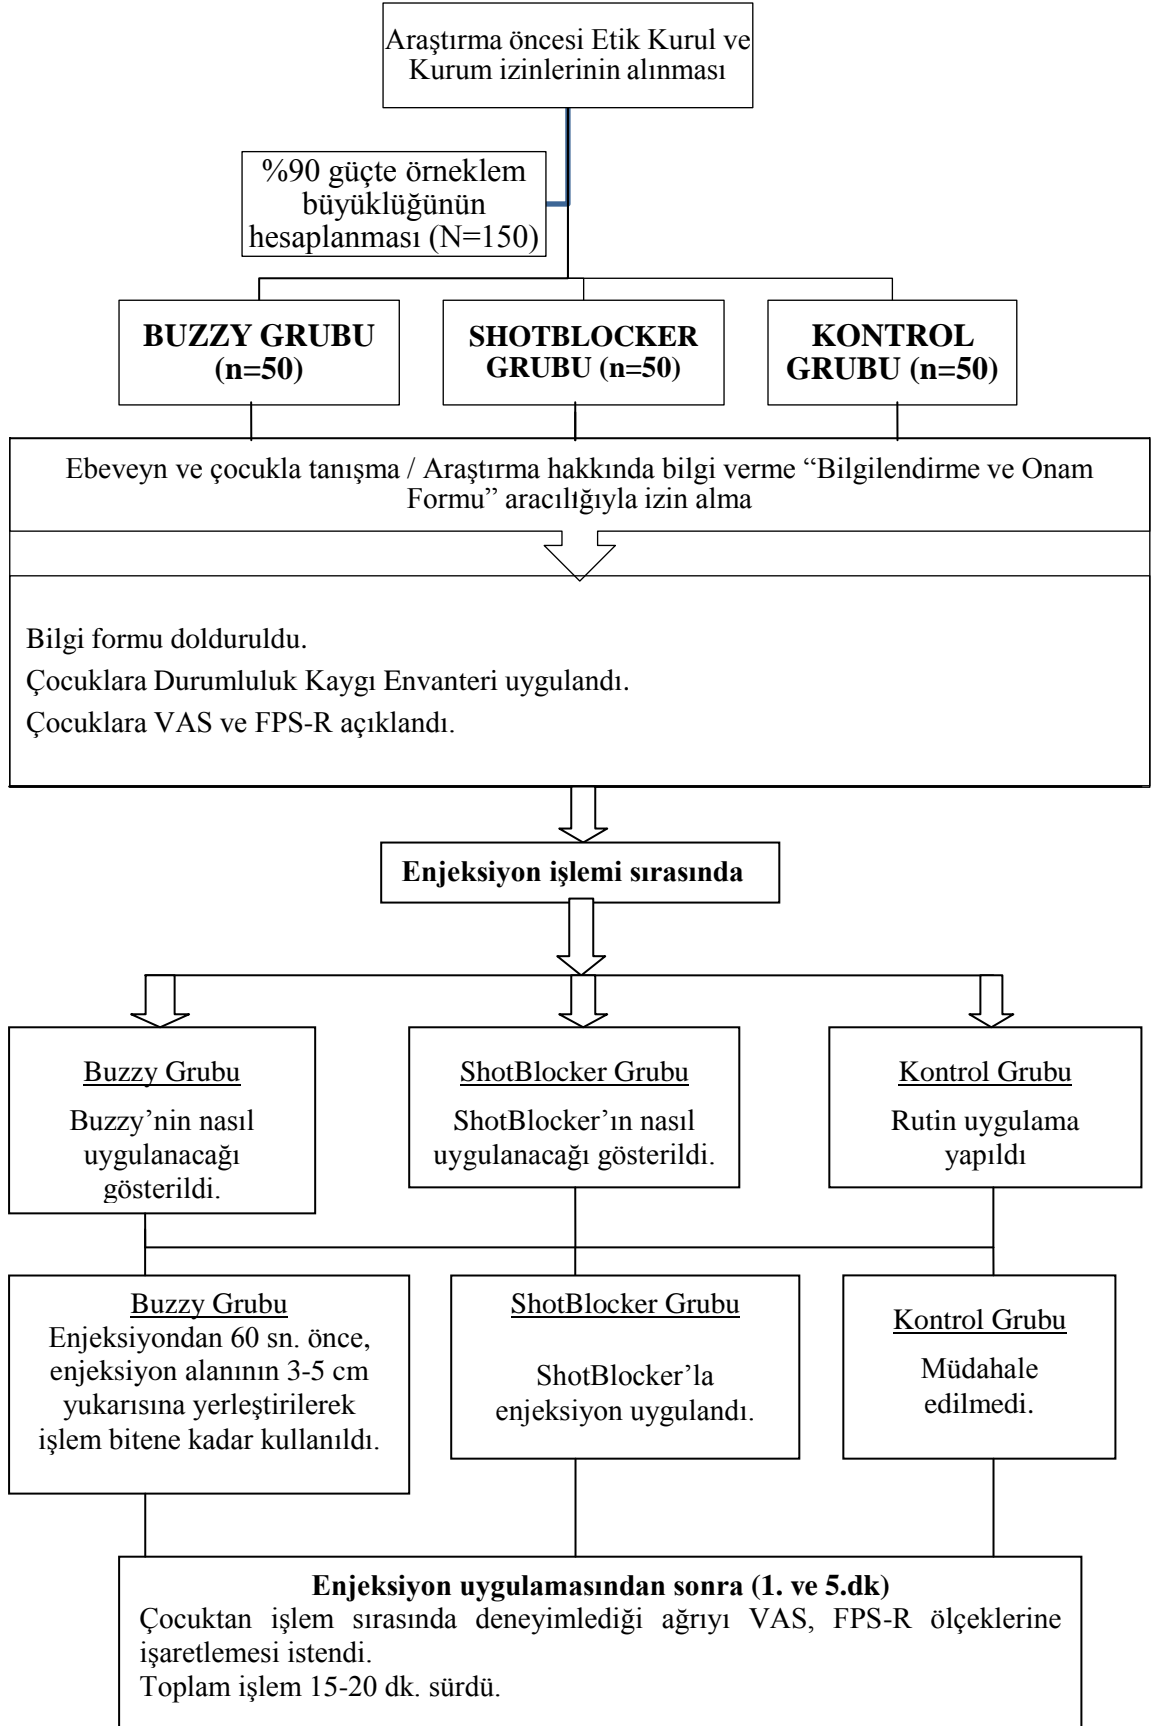 Araştırma öncesi Etik Kurul ve
Kurum izinlerinin alınması
%90 güçte örneklem
büyüklüğünün
hesaplanması (N=150)
BUZZY GRUBU
(n=50)
SHOTBLOCKER
GRUBU (n=50)
KONTROL
GRUBU (n=50)
Ebeveyn ve çocukla tanışma / Araştırma hakkında bilgi verme “Bilgilendirme ve Onam
Formu” aracılığıyla izin alma
Bilgi formu dolduruldu.
Çocuklara Durumluluk Kaygı Envanteri uygulandı.
Çocuklara VAS ve FPS-R açıklandı.
Enjeksiyon işlemi sırasında
Buzzy Grubu
Buzzy’nin nasıl
uygulanacağı
gösterildi.
ShotBlocker Grubu
ShotBlocker’ın nasıl
uygulanacağı gösterildi.
Kontrol Grubu
Rutin uygulama
yapıldı
Buzzy Grubu
Enjeksiyondan 60 sn. önce,
enjeksiyon alanının 3-5 cm
yukarısına yerleştirilerek
işlem bitene kadar kullanıldı.
ShotBlocker Grubu
ShotBlocker’la
enjeksiyon uygulandı.
Kontrol Grubu
Müdahale
edilmedi.
Enjeksiyon uygulamasından sonra (1. ve 5.dk)
Çocuktan işlem sırasında deneyimlediği ağrıyı VAS, FPS-R ölçeklerine
işaretlemesi istendi.
Toplam işlem 15-20 dk. sürdü.